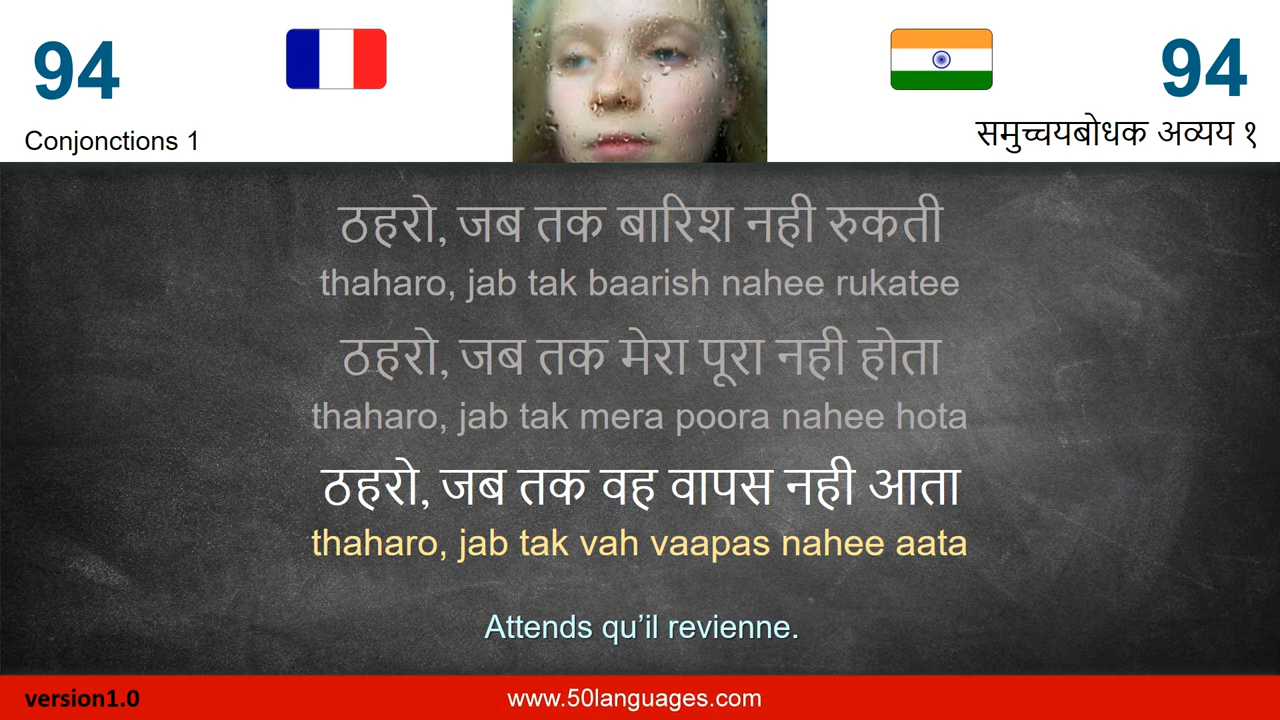 94
94
Conjonctions 1
समुच्चयबोधक अव्यय १
ठहरो, जब तक बारिश नही रुकती
thaharo, jab tak baarish nahee rukatee
ठहरो, जब तक मेरा पूरा नही होता
thaharo, jab tak mera poora nahee hota
ठहरो, जब तक वह वापस नही आता
thaharo, jab tak vah vaapas nahee aata
Attends qu’il revienne.
version1.0
www.50languages.com